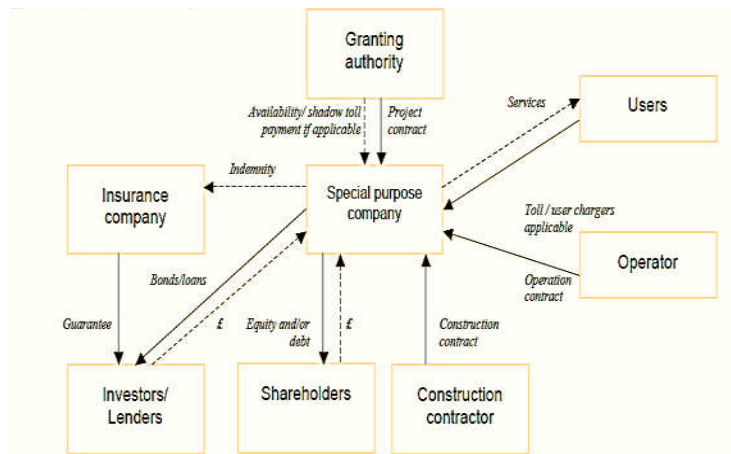 Granting
authority
Availability/ shadow toll
payment if applicable
Project
contract
Services
Users
Indemnity
Insurance
company
Special purpose
company
Toll / user chargers
applicable
Operator
Operation
contract
Bonds/loans
Guarantee
£
Equity and/or
debt
£
Construction
contract
Investors/
Lenders
Shareholders
Construction
contractor